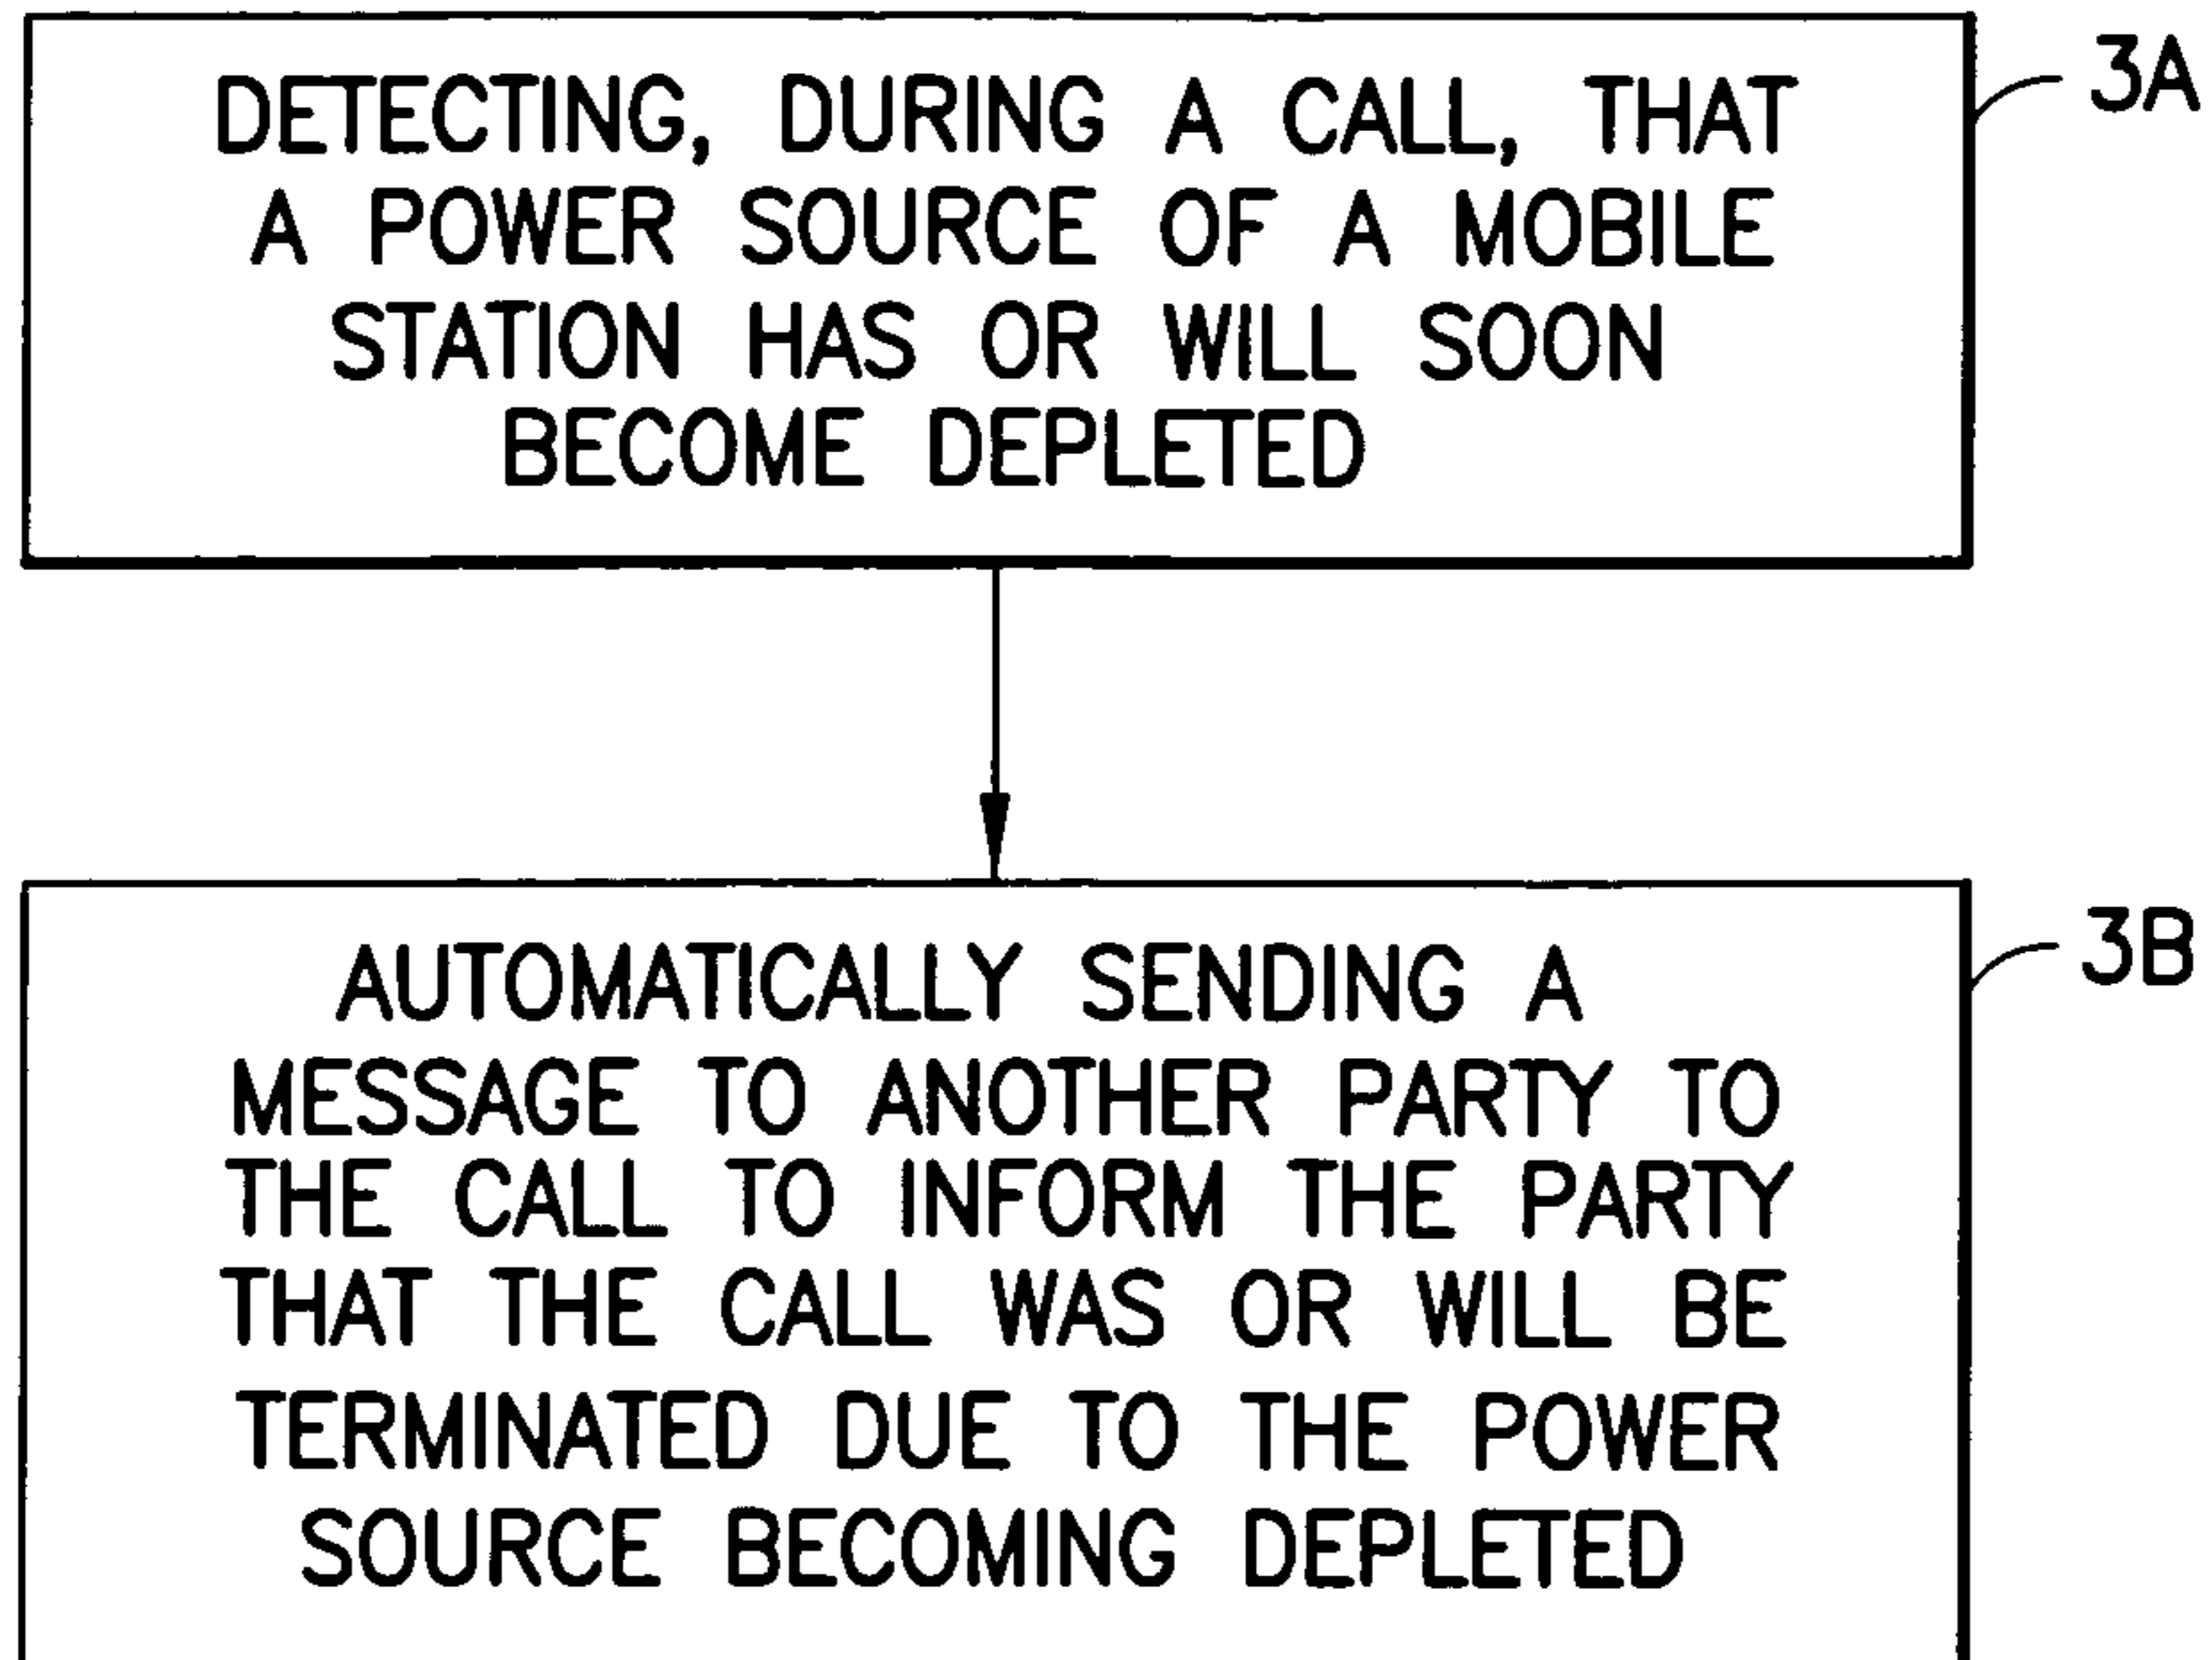 DETECTING, DURING A CALL, THAT
A POWER SOURCE OF A MOBILE
STATION HAS OR WILL SOON
BECOME DEPLETED
3A
AUTOMATICALLY SENDING A
MESSAGE TO ANOTHER PARTY TO
THE CALL TO INFORM THE PARTY
THAT THE CALL WAS OR WILL BE
TERMINATED DUE TO THE POWER
SOURCE BECOMING DEPLETED
3B